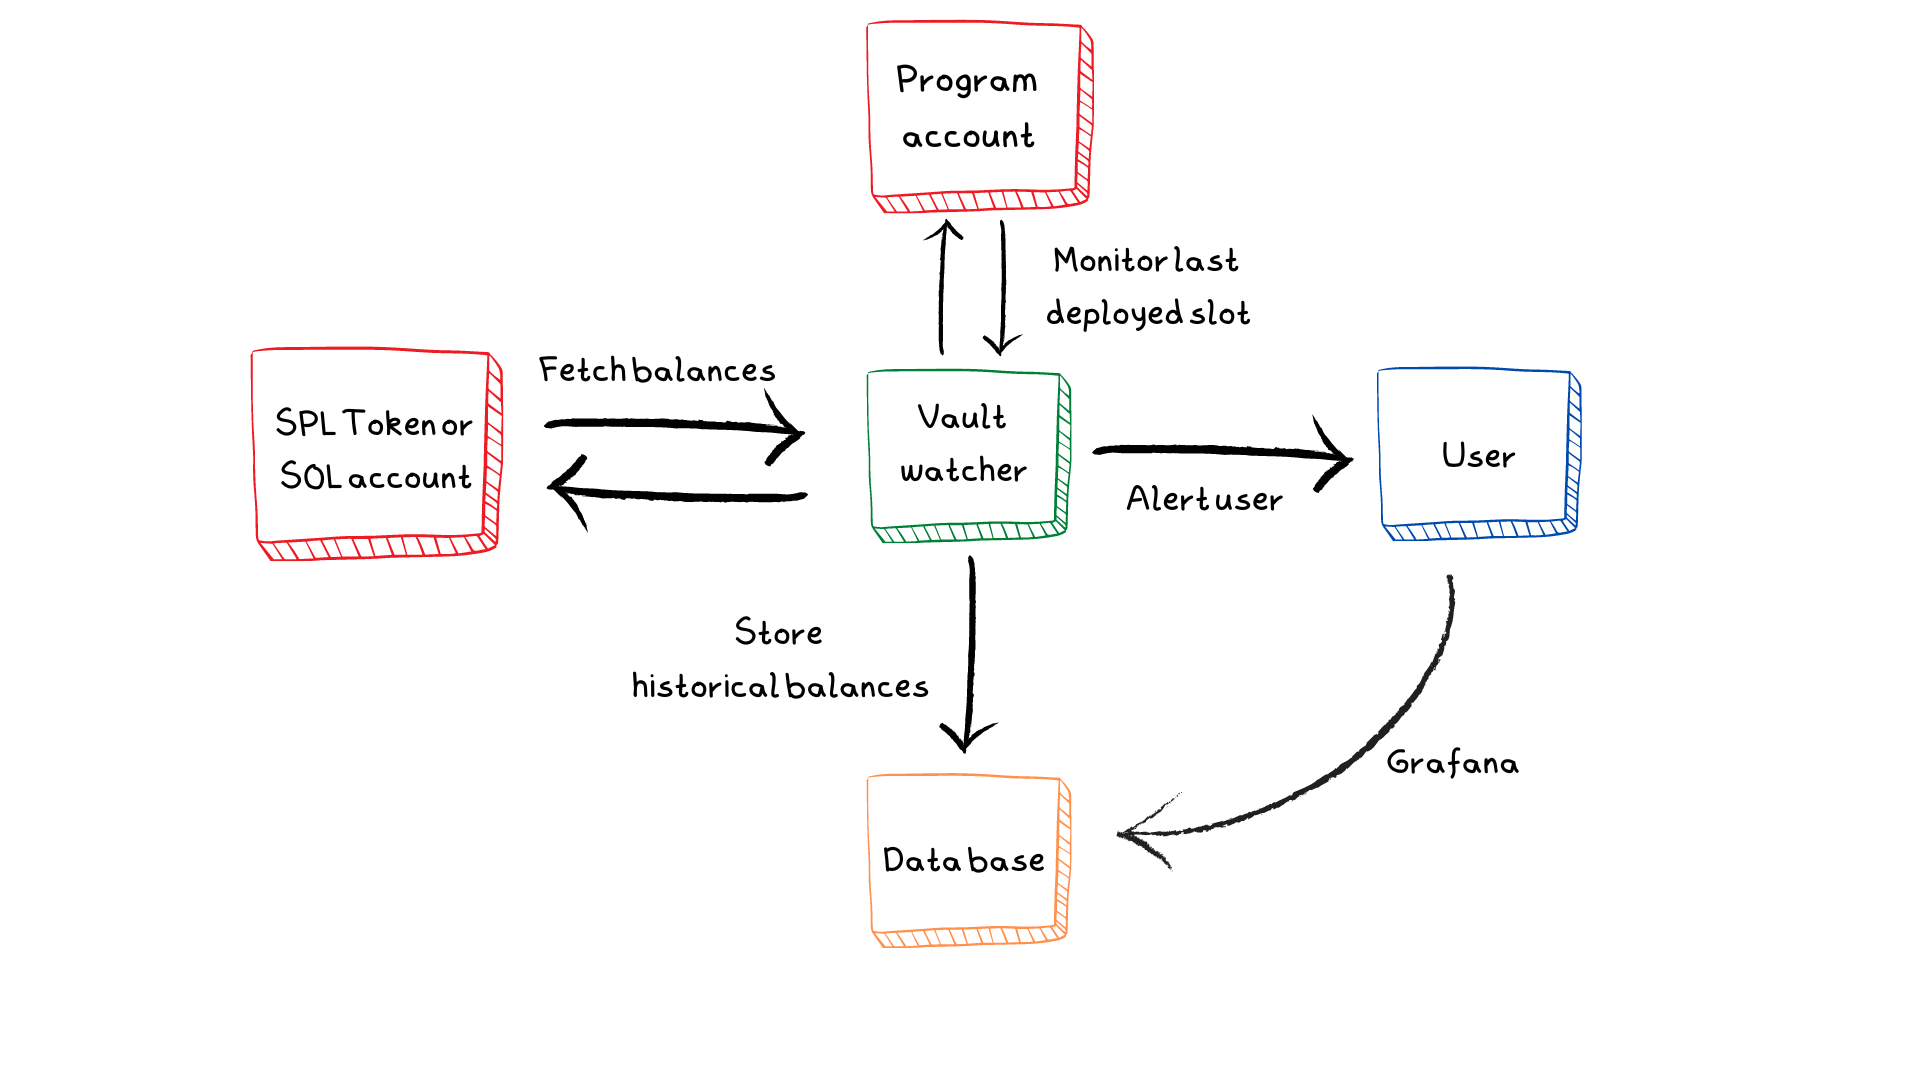 Program
account
Monitor last
deployed slot
Fetch balances
SPL Token or
SOL account
Vault
watcher
User
Alert user
Store
historical balances
Grafana
Database